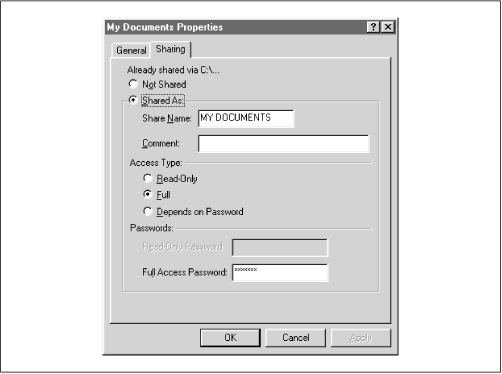 My Documents Properties
General Sharing
Already shared via C:\...
Not Shared
Shared As:
Share Name: MY DOCUMENTS
Comment:
Access Type:
Read-Only
Full
Depends on Password
Passwords:
Read-Only Password:
Full Access Password: *******
OK Cancel Apply